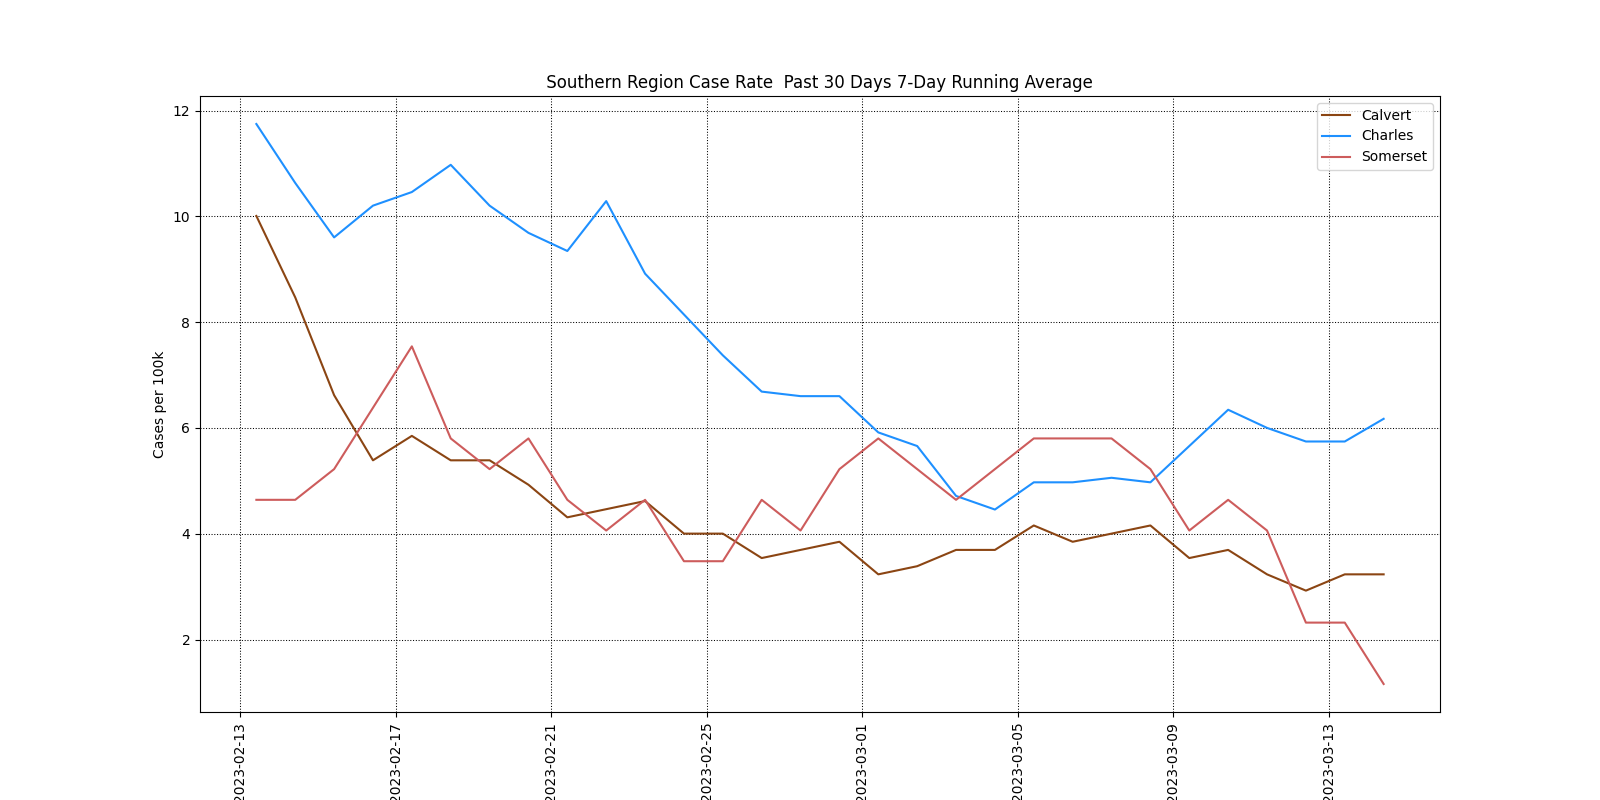 Southern Region Case Rate  Past 30 Days 7-Day Running Average
Calvert
Charles
Somerset
Cases per 100k
12
10
8
6
4
2
2023-02-13
2023-02-17
2023-02-21
2023-02-25
2023-03-01
2023-03-05
2023-03-09
2023-03-13